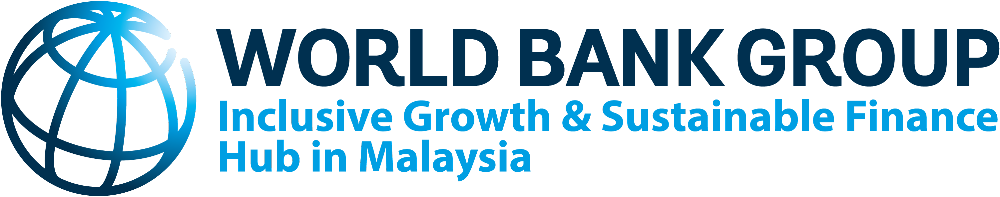 WORLD BANK GROUP
Inclusive Growth & Sustainable Finance
Hub in Malaysia